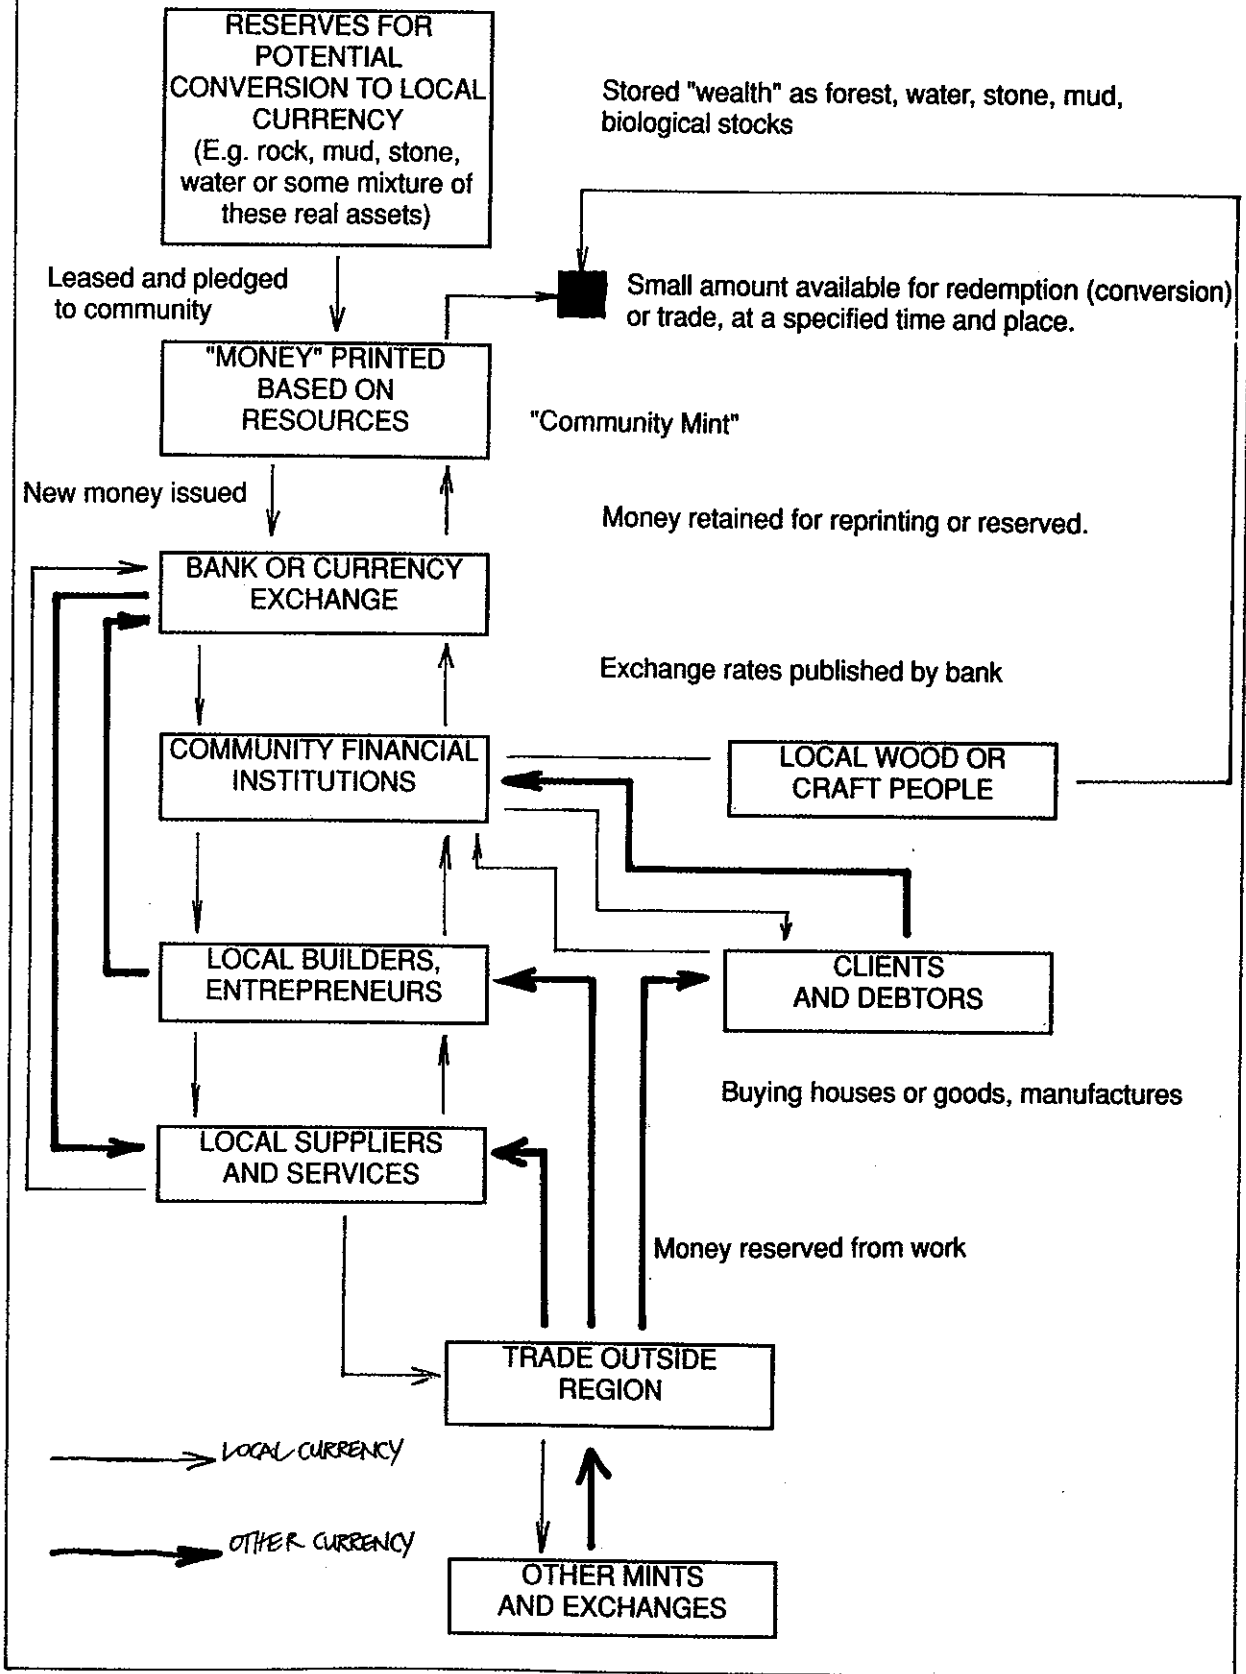 RESERVES FOR
POTENTIAL
CONVERSION TO LOCAL
CURRENCY
(E.g. rock, mud, stone,
water or some mixture of
these real assets)
Stored "wealth" as forest, water, stone, mud,
biological stocks
Leased and pledged
to community
Small amount available for redemption (conversion)
or trade, at a specified time and place.
"MONEY" PRINTED
BASED ON
RESOURCES
"Community Mint"
New money issued
Money retained for reprinting or reserved.
BANK OR CURRENCY
EXCHANGE
Exchange rates published by bank
COMMUNITY FINANCIAL
INSTITUTIONS
LOCAL WOOD OR
CRAFT PEOPLE
LOCAL BUILDERS,
ENTREPRENEURS
CLIENTS
AND DEBTORS
Buying houses or goods, manufactures
LOCAL SUPPLIERS
AND SERVICES
Money reserved from work
TRADE OUTSIDE
REGION
LOCAL CURRENCY
OTHER CURRENCY
OTHER MINTS
AND EXCHANGES